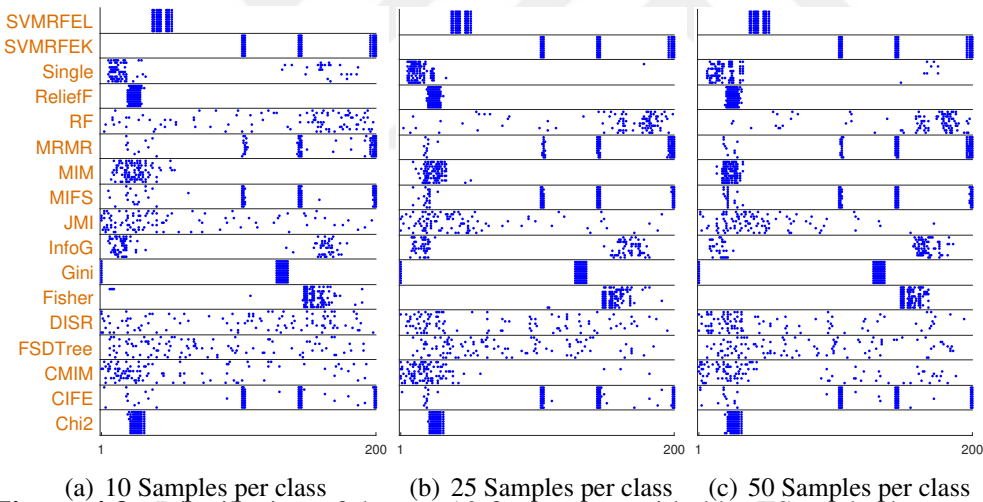 SVMRFEL
SVMRFEK
Single
ReliefF
RF
MRMR
MIM
MIFS
JMI
InfoG
Gini
Fisher
DISR
FSDTree
CMIM
CIFE
Chi2
1 200
1 200
1 200
(a) 10 Samples per class (b) 25 Samples per class (c) 50 Samples per class